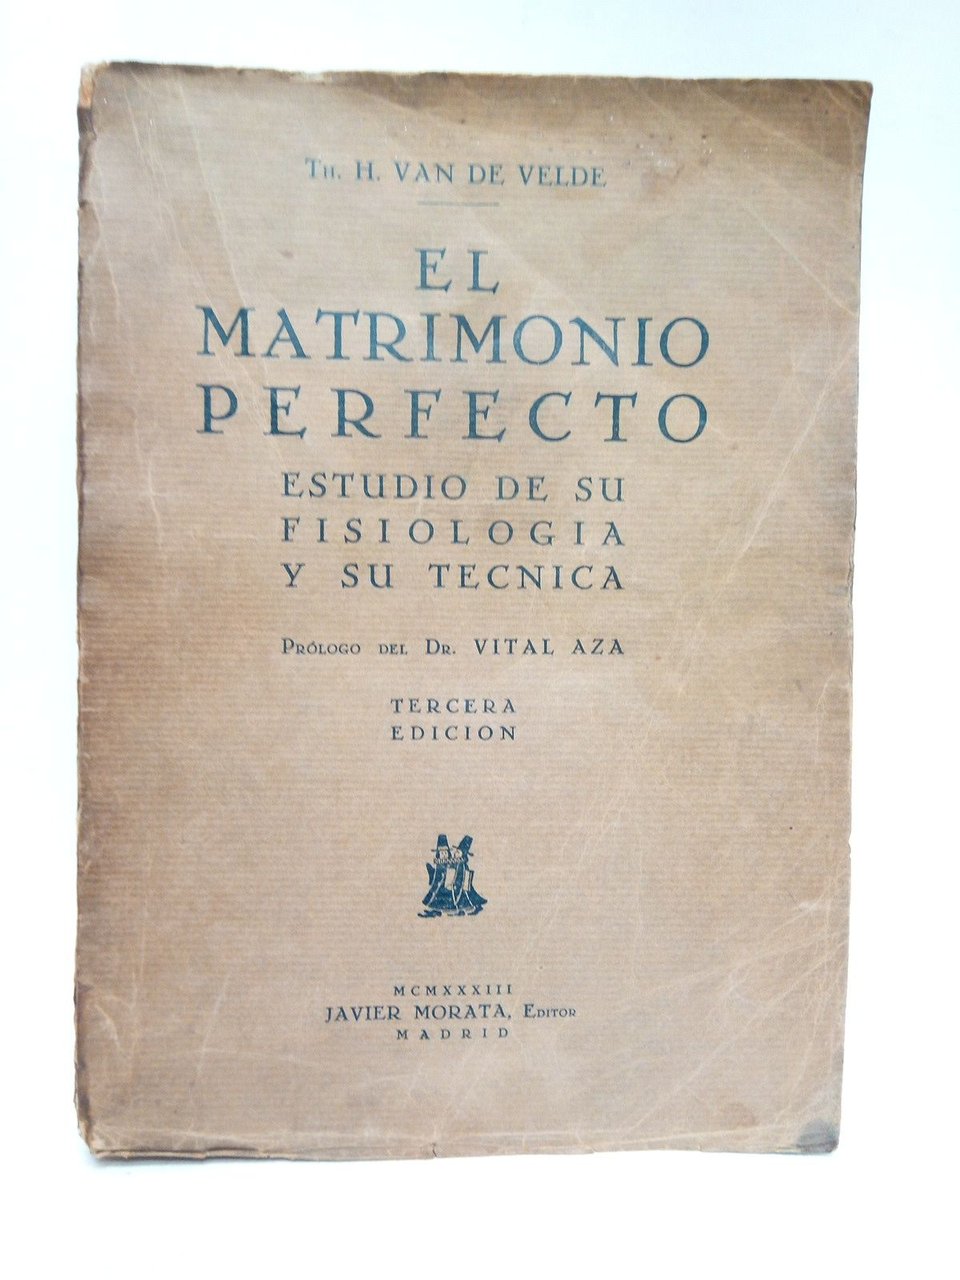 TH. H. VAN DE VELDE
EL
MATRIMONIO
PERFECTO
ESTUDIO DE SU
FISIOLOGIA
Y SU TECNICA
PRÓLOGO DEL DR. VITAL AZA
TERCERA
EDICION
MCMXXXIII
JAVIER MORATA, EDITOR
MADRID